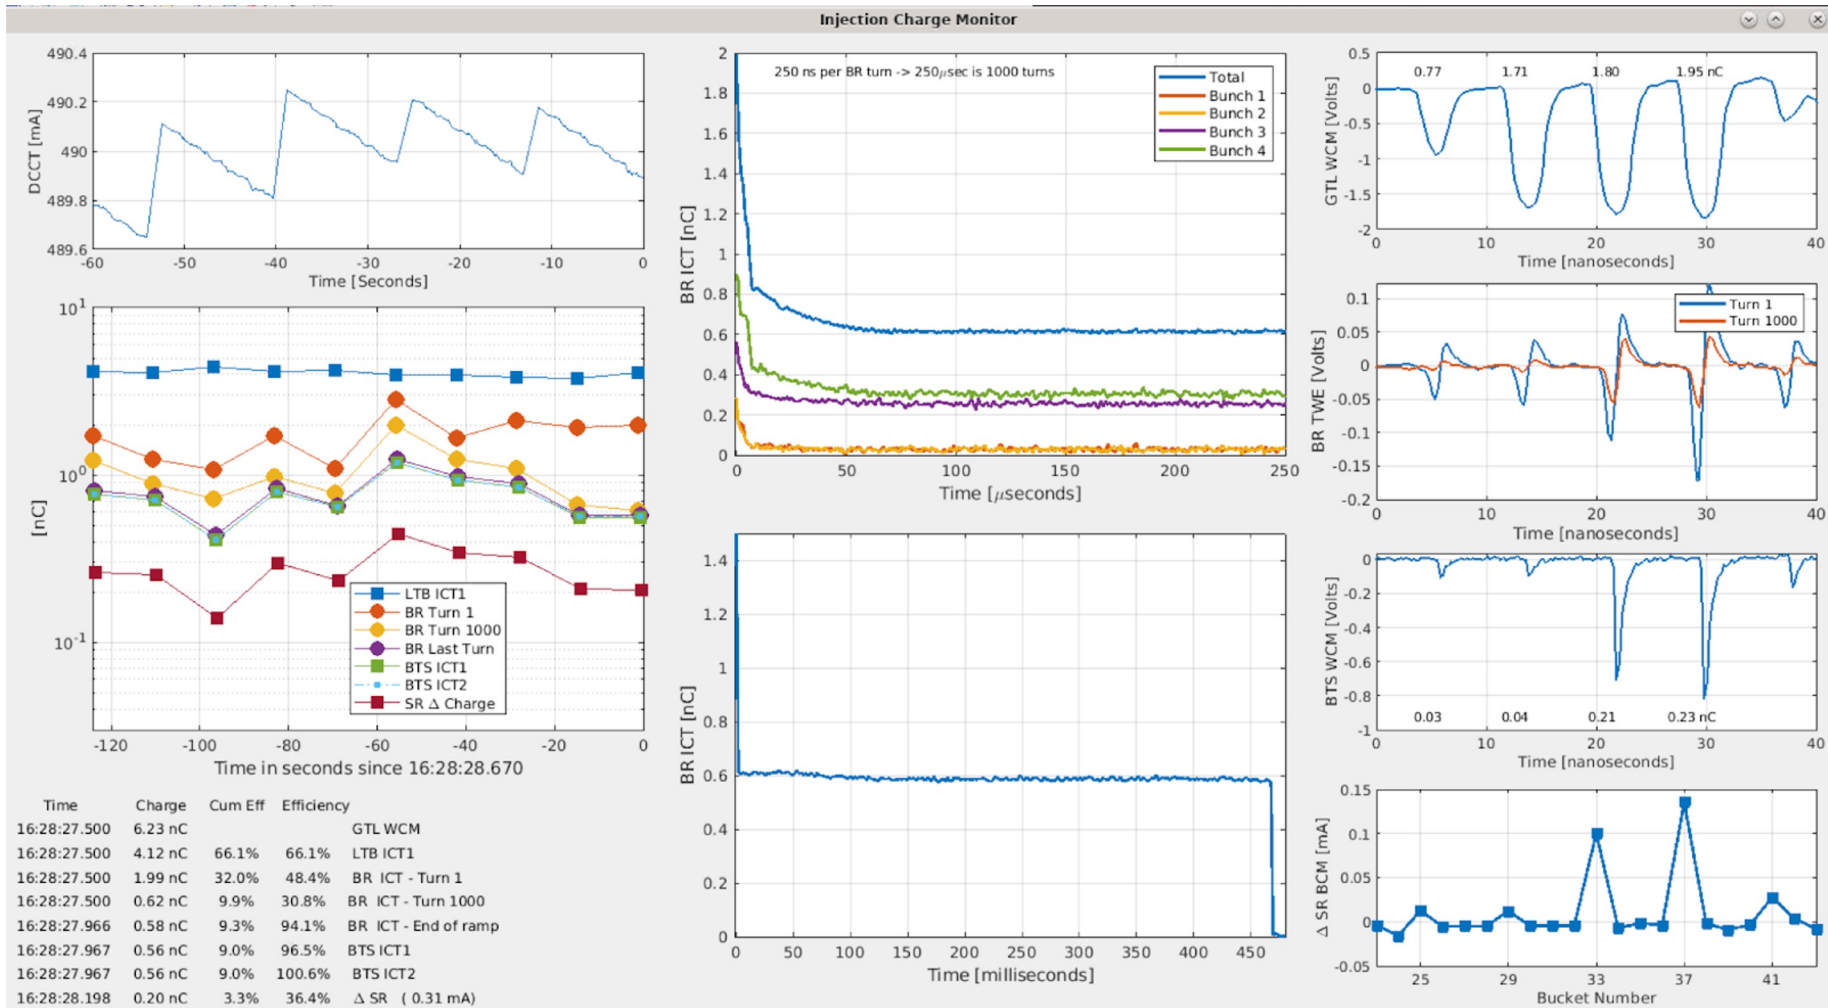 Injection Charge Monitor
490.4
490.2
490
489.8
489.6
DCCT [mA]
-60 -50 -40 -30 -20 -10 0
Time [Seconds]
10^1
10^0
10^-1
[nC]
LTB ICT1
BR Turn 1
BR Turn 1000
BR Last Turn
BTS ICT1
BTS ICT2
SR Δ Charge
-120 -100 -80 -60 -40 -20 0
Time in seconds since 16:28:28.670
Time Charge Cum Eff Efficiency
16:28:27.500 6.23 nC GTL WCM
16:28:27.500 4.12 nC 66.1% 66.1% LTB ICT1
16:28:27.500 1.99 nC 32.0% 48.4% BR ICT - Turn 1
16:28:27.500 0.62 nC 9.9% 30.8% BR ICT - Turn 1000
16:28:27.966 0.58 nC 9.3% 94.1% BR ICT - End of ramp
16:28:27.967 0.56 nC 9.0% 96.5% BTS ICT1
16:28:27.967 0.56 nC 9.0% 100.6% BTS ICT2
16:28:28.198 0.20 nC 3.3% 36.4% Δ SR ( 0.31 mA)
250 ns per BR turn -> 250μsec is 1000 turns
Total
Bunch 1
Bunch 2
Bunch 3
Bunch 4
2
1.8
1.6
1.4
1.2
1
0.8
0.6
0.4
0.2
0
BR ICT [nC]
0 50 100 150 200 250
Time [μseconds]
1.4
1.2
1
0.8
0.6
0.4
0.2
0
BR ICT [nC]
0 50 100 150 200 250 300 350 400 450
Time [milliseconds]
0.77 1.71 1.80 1.95 nC
0.5
0
-0.5
-1
-1.5
-2
GTL WCM [Volts]
0 10 20 30 40
Time [nanoseconds]
Turn 1
Turn 1000
0.1
0.05
0
-0.05
-0.1
-0.15
-0.2
BR TWE [Volts]
0 10 20 30 40
Time [nanoseconds]
0
-0.2
-0.4
-0.6
-0.8
-1
BTS WCM [Volts]
0.03 0.04 0.21 0.23 nC
0 10 20 30 40
Time [nanoseconds]
0.15
0.1
0.05
0
-0.05
Δ SR BCM [mA]
25 29 33 37 41
Bucket Number